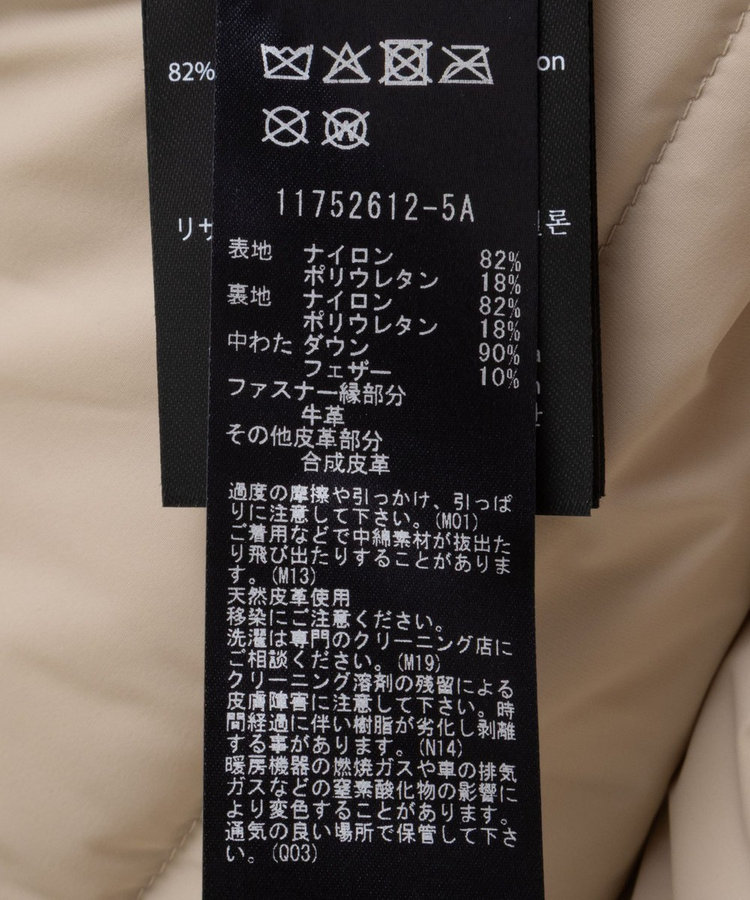 82%
on
11752612-5A
リサ
론
表地 ナイロン 82%
ポリウレタン 18%
裏地 ナイロン 82%
ポリウレタン 18%
中わた ダウン 90%
フェザー 10%
ファスナー縁部分
牛革
その他皮革部分
合成皮革
過度の摩擦や引っかけ、引っぱ
りに注意して下さい。(M01)
ご着用などで中綿素材が抜出た
り飛び出たりすることがありま
す。(M13)
天然皮革使用
移染にご注意ください。
洗濯は専門のクリーニング店に
ご相談ください。(M19)
クリーニング溶剤の残留による
皮膚障害に注意して下さい。時
間経過に伴い樹脂が劣化し剥離
する事があります。(N14)
暖房機器の燃焼ガスや車の排気
ガスなどの窒素酸化物の影響に
より変色することがあります。
通気の良い場所で保管して下さ
い。(Q03)